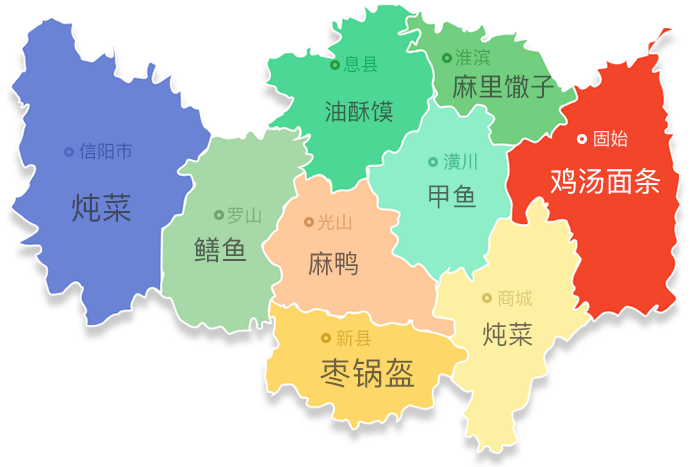 息县
油酥馍
淮滨
麻里馓子
信阳市
炖菜
固始
鸡汤面条
潢川
甲鱼
罗山
鳝鱼
光山
麻鸭
商城
炖菜
新县
枣锅盔